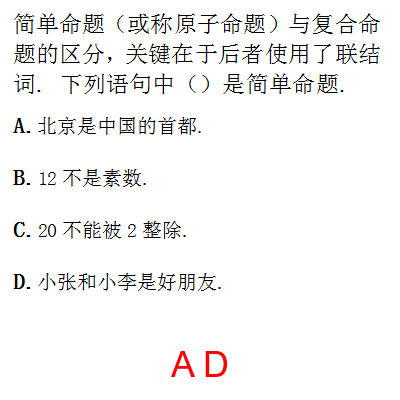 简单命题（或称原子命题）与复合命
题的区分，关键在于后者使用了联结
词. 下列语句中（）是简单命题.
A. 北京是中国的首都.
B. 12 不是素数.
C. 20 不能被 2 整除.
D. 小张和小李是好朋友.
A D